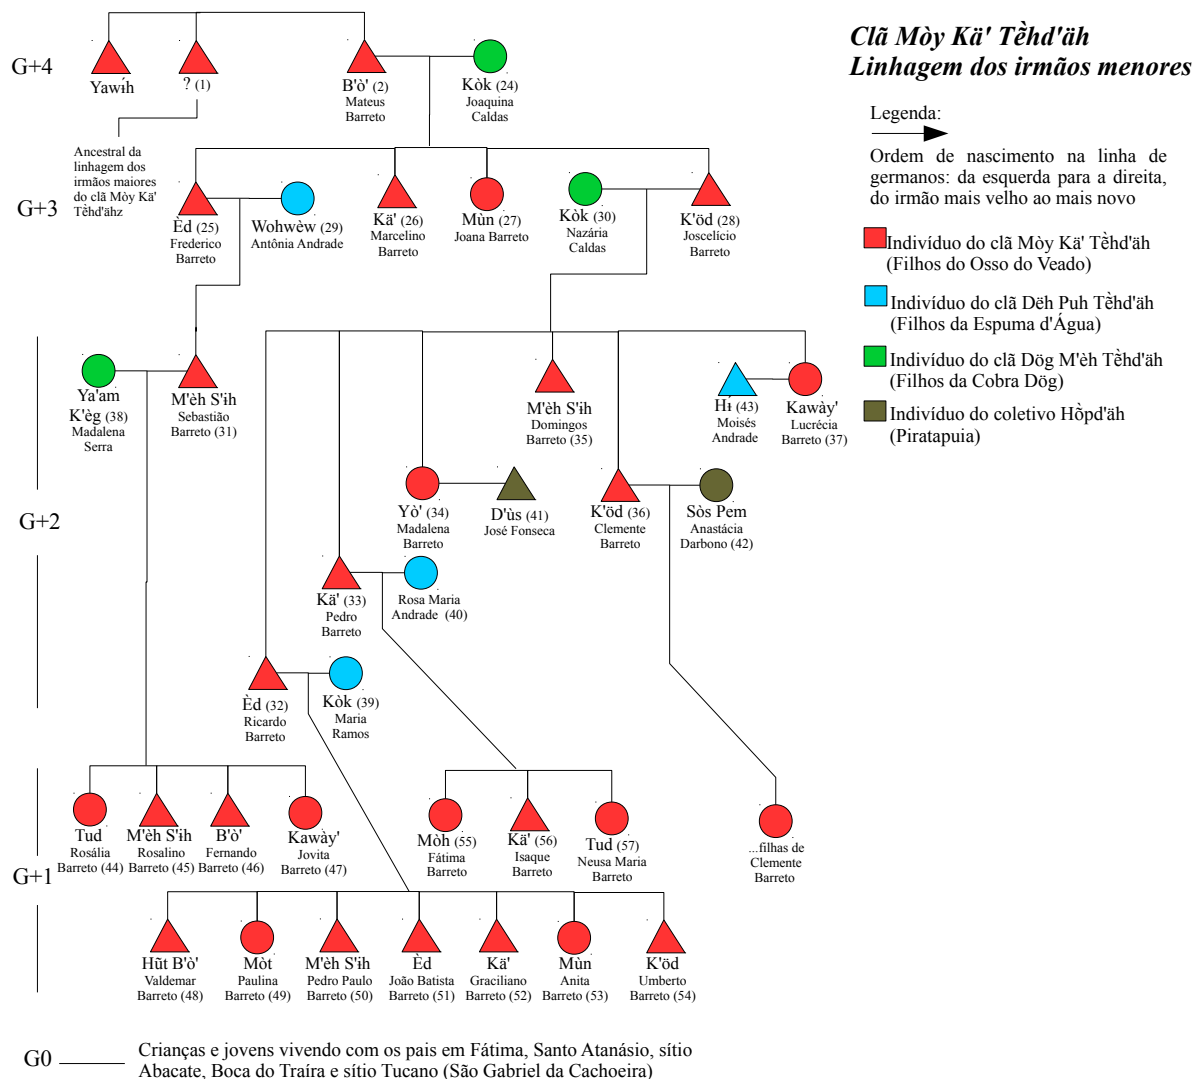 Clã Mòy Kä' Tẽ̀hd'äh
Linhagem dos irmãos menores
Legenda:
Ordem de nascimento na linha de
germanos: da esquerda para a direita,
do irmão mais velho ao mais novo
Indivíduo do clã Mòy Kä' Tẽ̀hd'äh
(Filhos do Osso do Veado)
Indivíduo do clã Dëh Puh Tẽ̀hd'äh
(Filhos da Espuma d'Água)
Indivíduo do clã Dög M'èh Tẽ̀hd'äh
(Filhos da Cobra Dög)
Indivíduo do coletivo Hõ̀pd'äh
(Piratapuia)
G+4
Yawɨ́h
? (1)
B'ò' (2)
Mateus
Barreto
Kòk (24)
Joaquina
Caldas
Ancestral da
linhagem dos
irmãos maiores
do clã Mòy Kä'
Tẽ̀hd'ähz
G+3
Èd (25)
Frederico
Barreto
Wohwèw (29)
Antônia Andrade
Kä' (26)
Marcelino
Barreto
Mùn (27)
Joana Barreto
Kòk (30)
Nazária
Caldas
K'öd (28)
Joscelício
Barreto
G+2
Ya'am
K'èg (38)
Madalena
Serra
M'èh S'ɨh
Sebastião
Barreto (31)
M'èh S'ɨh
Domingos
Barreto (35)
Hɨ (43)
Moisés
Andrade
Kawày'
Lucrécia
Barreto (37)
Yò' (34)
Madalena
Barreto
D'ùs (41)
José Fonseca
K'öd (36)
Clemente
Barreto
Sòs Pem
Anastácia
Darbono (42)
Kä' (33)
Pedro
Barreto
Rosa Maria
Andrade (40)
Èd (32)
Ricardo
Barreto
Kòk (39)
Maria
Ramos
G+1
Tud
Rosália
Barreto (44)
M'èh S'ɨh
Rosalino
Barreto (45)
B'ò'
Fernando
Barreto (46)
Kawày'
Jovita
Barreto (47)
Mòh (55)
Fátima
Barreto
Kä' (56)
Isaque
Barreto
Tud (57)
Neusa Maria
Barreto
...filhas de
Clemente
Barreto
Hũt B'ò'
Valdemar
Barreto (48)
Mòt
Paulina
Barreto (49)
M'èh S'ɨh
Pedro Paulo
Barreto (50)
Èd
João Batista
Barreto (51)
Kä'
Graciliano
Barreto (52)
Mùn
Anita
Barreto (53)
K'öd
Umberto
Barreto (54)
G0
Crianças e jovens vivendo com os pais em Fátima, Santo Atanásio, sítio
Abacate, Boca do Traíra e sítio Tucano (São Gabriel da Cachoeira)